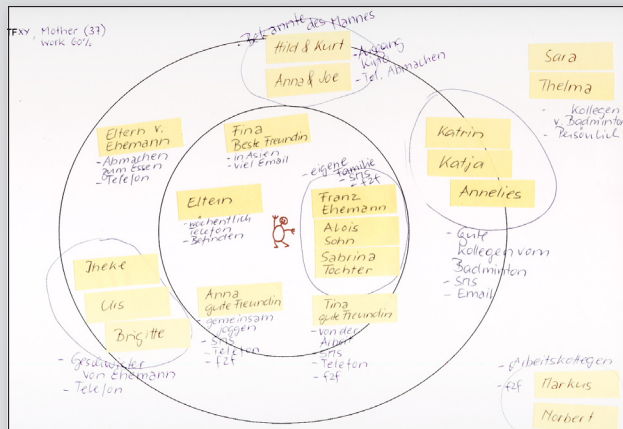 TFXY, Mother (37)
work 60%
- Bekannte des Mannes
Hild & Kurt
Anna & Joe
Kino
- Tel. Abmachen
Sara
Thelma
- Kollegen
v. Badminton
- Persönlich
Eltern v.
Ehemann
- Abmachen
zum Essen
- Telefon
Fina
Beste Freundin
- in Asien
- viel Email
Katrin
Katja
Annelies
- Gute
Kollegen vom
Badminton
- SMS
- Email
- eigene
Familie
- SMS
- f2f
Franz
Ehemann
Alois
Sohn
Sabrina
Tochter
Eltern
- wöchentlich
Telefon
- Befinden
Theke
Urs
Brigitte
- Geschwister
von Ehemann
- Telefon
Anna
gute Freundin
- gemeinsam
joggen
- SMS
- Telefon
- f2f
Tina
gute Freundin
- von der
Arbeit
- SMS
- Telefon
- f2f
- Arbeitskollegen
- f2f
Markus
Norbert